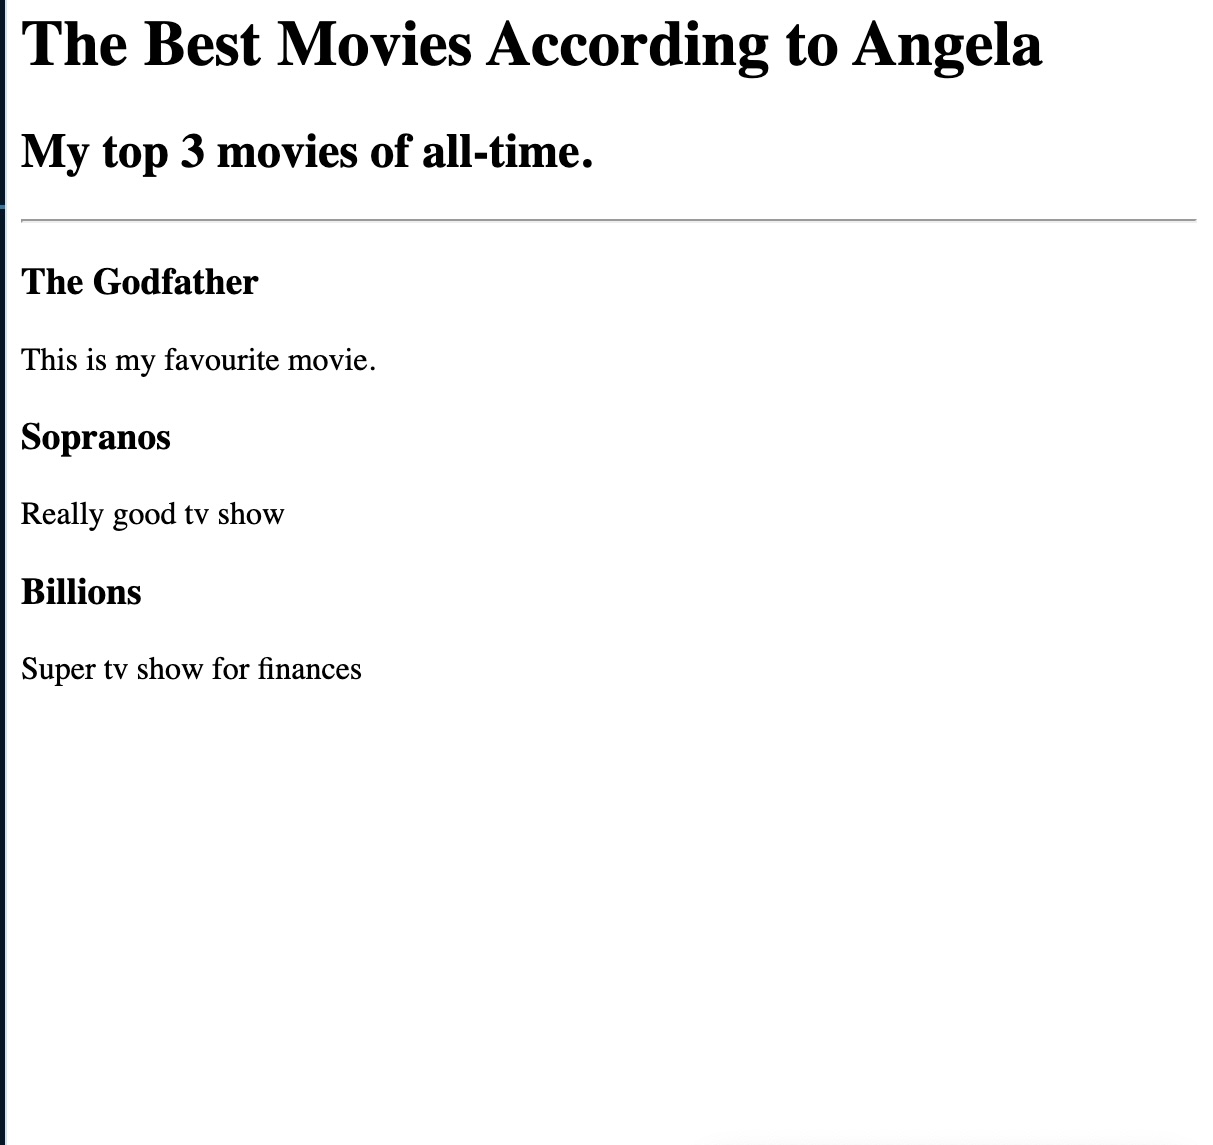 The Best Movies According to Angela
My top 3 movies of all-time.
The Godfather
This is my favourite movie.
Sopranos
Really good tv show
Billions
Super tv show for finances